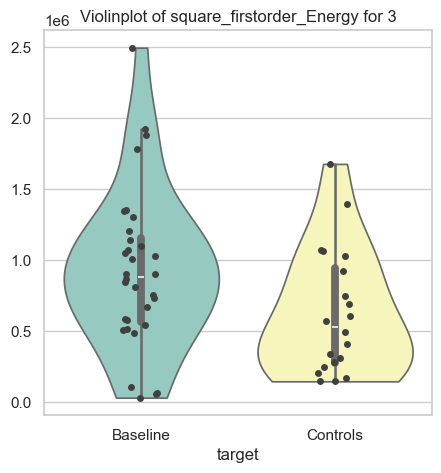 Violinplot of square_firstorder_Energy for 3
1e6
2.5
2.0
1.5
1.0
0.5
0.0
Baseline Controls
target